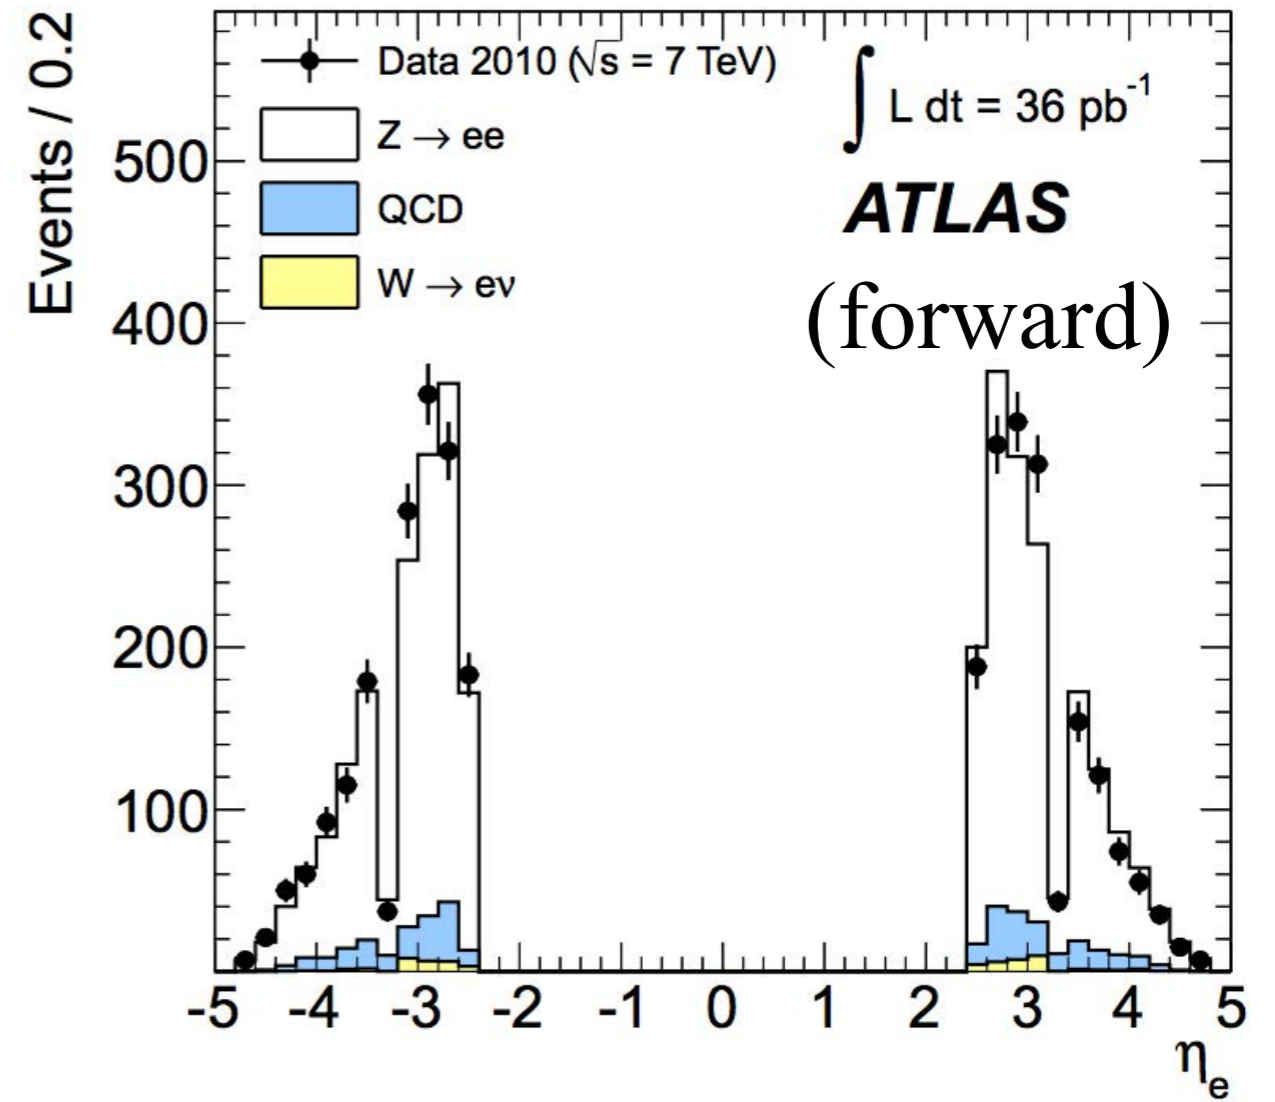 Events / 0.2
Data 2010 (√s = 7 TeV)
Z → ee
QCD
W → eν
∫ L dt = 36 pb⁻¹
ATLAS
(forward)
500
400
300
200
100
-5 -4 -3 -2 -1 0 1 2 3 4 5
ηₑ